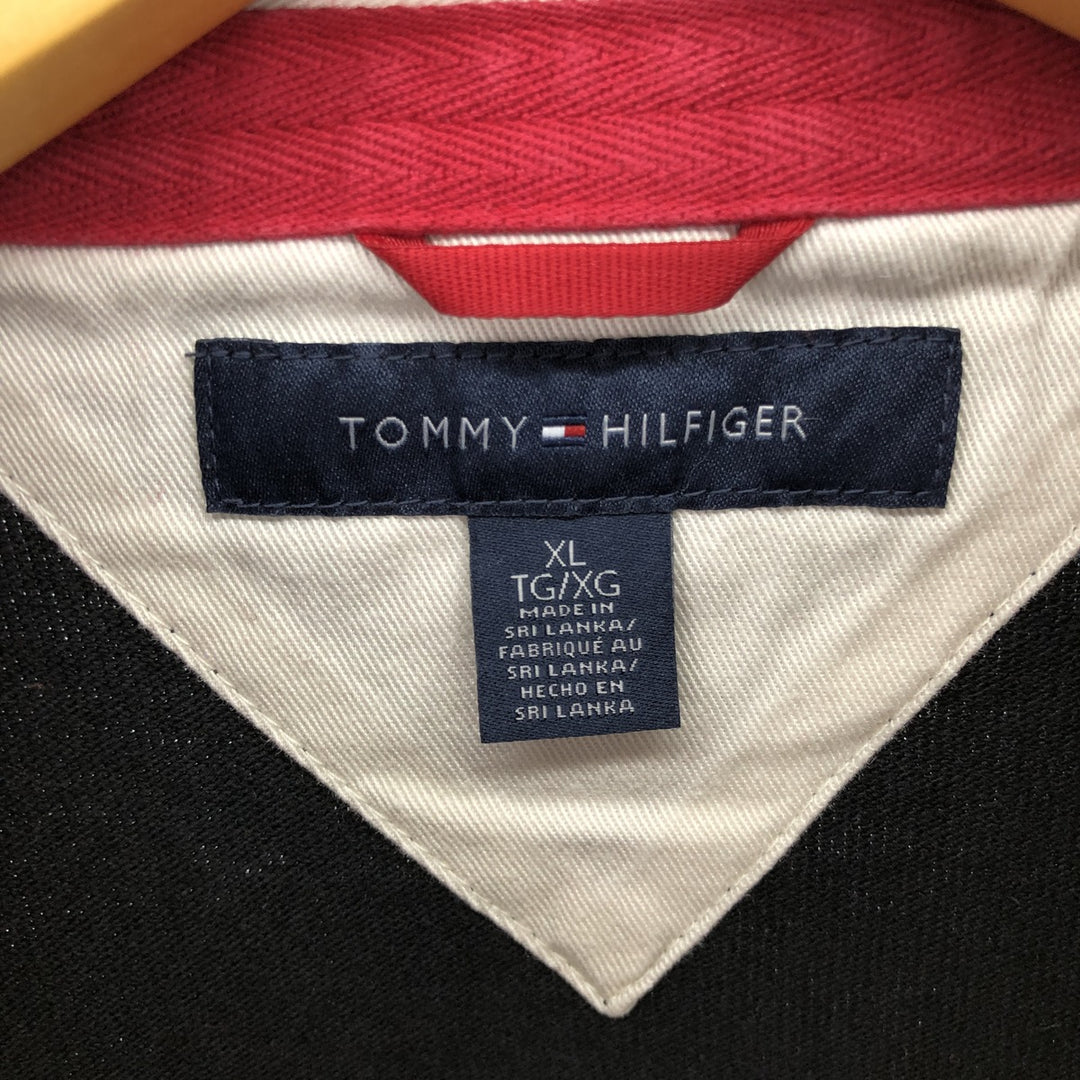 TOMMY HILFIGER
XL
TG/XG
MADE IN
SRI LANKA/
FABRIQUÉ AU
SRI LANKA/
HECHO EN
SRI LANKA